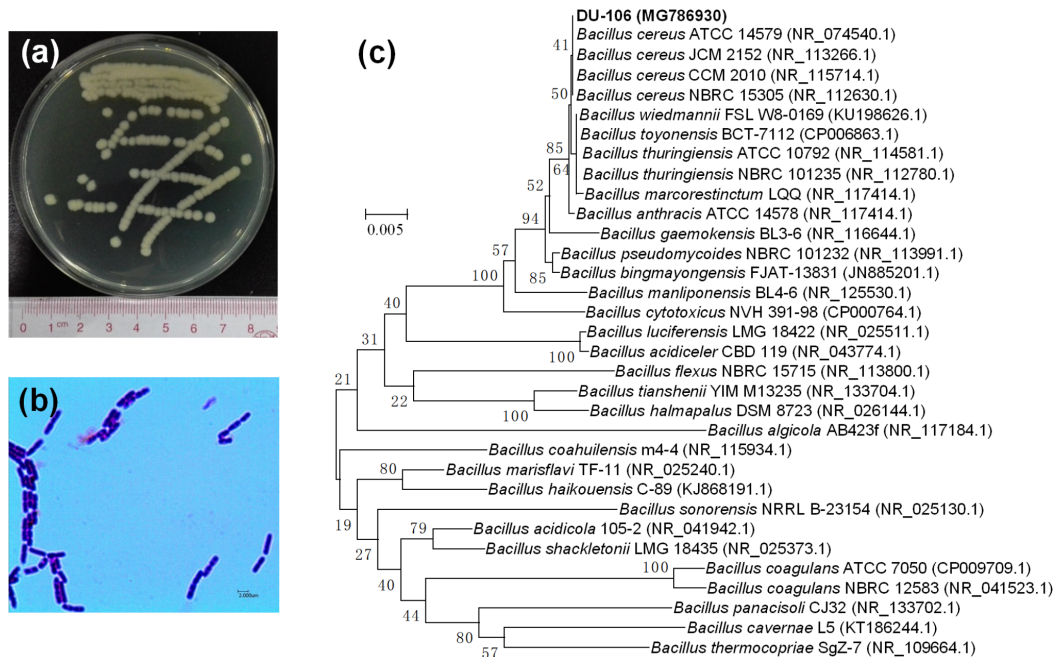 (a)
0 1 cm 2 3 4 5 6 7 8
(b)
3.000um
(c)
DU-106 (MG786930)
Bacillus cereus ATCC 14579 (NR_074540.1)
41
Bacillus cereus JCM 2152 (NR_113266.1)
Bacillus cereus CCM 2010 (NR_115714.1)
50
Bacillus cereus NBRC 15305 (NR_112630.1)
Bacillus wiedmannii FSL W8-0169 (KU198626.1)
Bacillus toyonensis BCT-7112 (CP006863.1)
85
Bacillus thuringiensis ATCC 10792 (NR_114581.1)
64
Bacillus thuringiensis NBRC 101235 (NR_112780.1)
52
Bacillus marcorestinctum LQQ (NR_117414.1)
Bacillus anthracis ATCC 14578 (NR_117414.1)
94
0.005
Bacillus gaemokensis BL3-6 (NR_116644.1)
57
Bacillus pseudomycoides NBRC 101232 (NR_113991.1)
100
85
Bacillus bingmayongensis FJAT-13831 (JN885201.1)
Bacillus manliponensis BL4-6 (NR_125530.1)
40
Bacillus cytotoxicus NVH 391-98 (CP000764.1)
Bacillus luciferensis LMG 18422 (NR_025511.1)
31
100
Bacillus acidiceler CBD 119 (NR_043774.1)
Bacillus flexus NBRC 15715 (NR_113800.1)
21
Bacillus tianshenii YIM M13235 (NR_133704.1)
22
100
Bacillus halmapalus DSM 8723 (NR_026144.1)
Bacillus algicola AB423f (NR_117184.1)
Bacillus coahuilensis m4-4 (NR_115934.1)
80
Bacillus marisflavi TF-11 (NR_025240.1)
Bacillus haikouensis C-89 (KJ868191.1)
Bacillus sonorensis NRRL B-23154 (NR_025130.1)
19
79
Bacillus acidicola 105-2 (NR_041942.1)
27
Bacillus shackletonii LMG 18435 (NR_025373.1)
100
Bacillus coagulans ATCC 7050 (CP009709.1)
40
Bacillus coagulans NBRC 12583 (NR_041523.1)
44
Bacillus panacisoli CJ32 (NR_133702.1)
80
Bacillus cavernae L5 (KT186244.1)
57
Bacillus thermocopriae SgZ-7 (NR_109664.1)